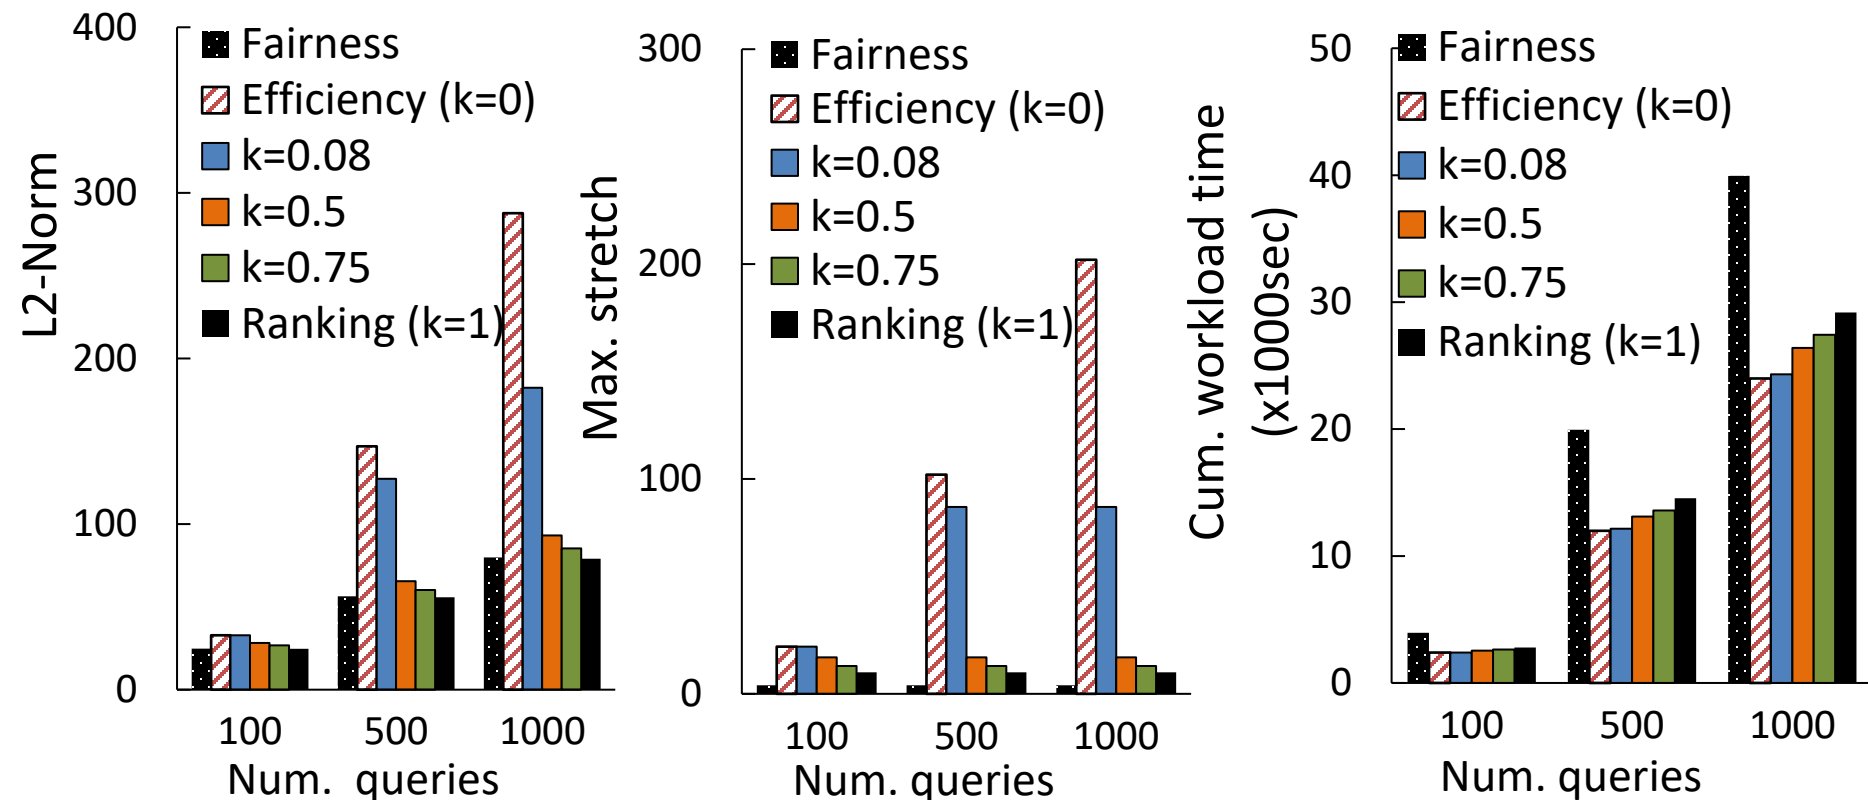 L2-Norm
400
300
200
100
0
Fairness
Efficiency (k=0)
k=0.08
k=0.5
k=0.75
Ranking (k=1)
100 500 1000
Num. queries
Max. stretch
300
200
100
0
Fairness
Efficiency (k=0)
k=0.08
k=0.5
k=0.75
Ranking (k=1)
100 500 1000
Num. queries
Cum. workload time
(x1000sec)
50
40
30
20
10
0
Fairness
Efficiency (k=0)
k=0.08
k=0.5
k=0.75
Ranking (k=1)
100 500 1000
Num. queries